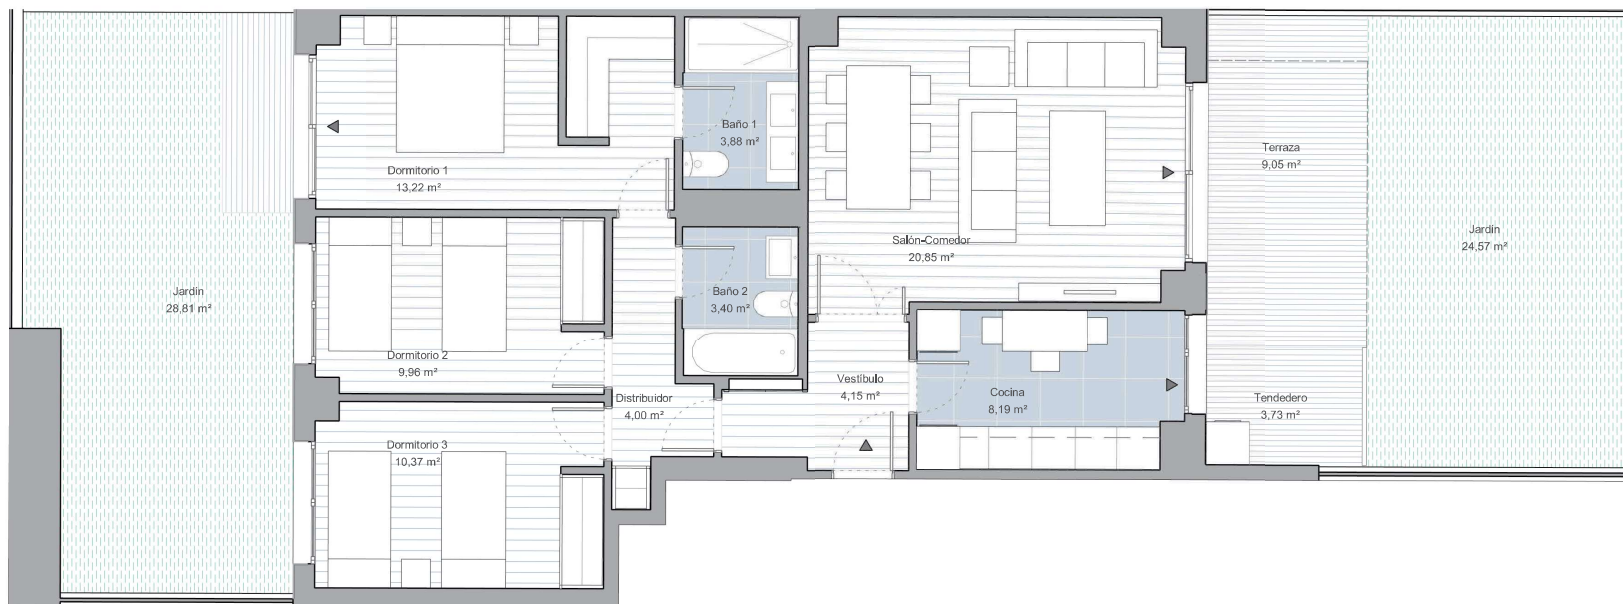 Jardín
28,81 m²
Dormitorio 1
13,22 m²
Dormitorio 2
9,96 m²
Dormitorio 3
10,37 m²
Distribuidor
4,00 m²
Baño 1
3,88 m²
Baño 2
3,40 m²
Vestíbulo
4,15 m²
Salón-Comedor
20,85 m²
Cocina
8,19 m²
Terraza
9,05 m²
Tendedero
3,73 m²
Jardín
24,57 m²